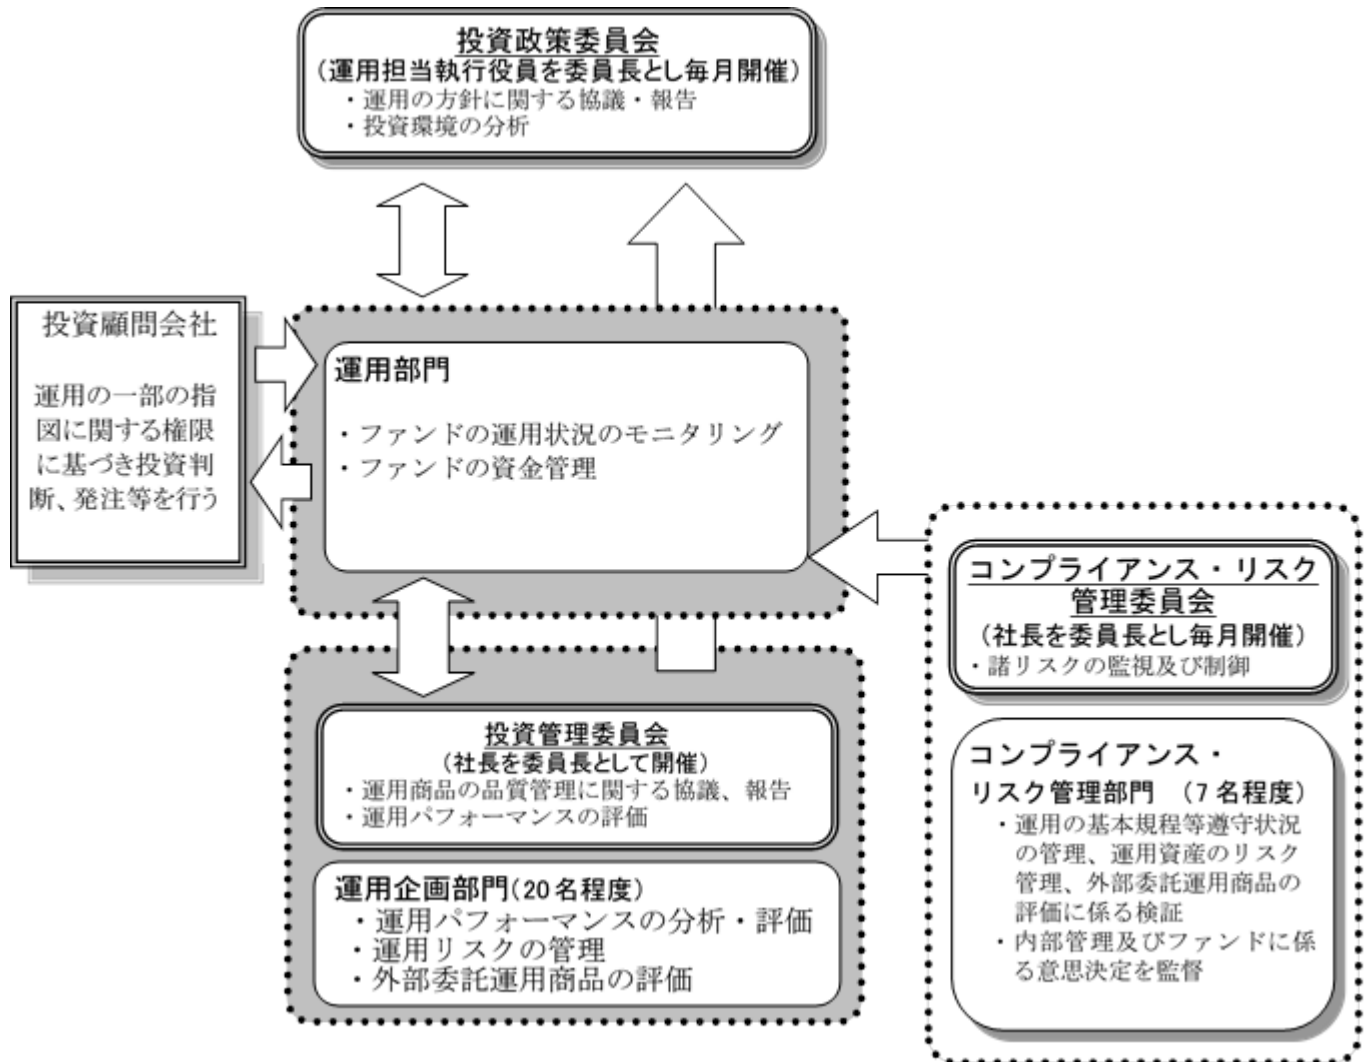 投資政策委員会
(運用担当執行役員を委員長とし毎月開催)
・運用の方針に関する協議・報告
・投資環境の分析
投資顧問会社
運用の一部の指
図に関する権限
に基づき投資判
断、発注等を行う
運用部門
・ファンドの運用状況のモニタリング
・ファンドの資金管理
投資管理委員会
(社長を委員長として開催)
・運用商品の品質管理に関する協議、報告
・運用パフォーマンスの評価
運用企画部門(20名程度)
・運用パフォーマンスの分析・評価
・運用リスクの管理
・外部委託運用商品の評価
コンプライアンス・リスク
管理委員会
(社長を委員長とし毎月開催)
・諸リスクの監視及び制御
コンプライアンス・
リスク管理部門 (7名程度)
・運用の基本規程等遵守状況
の管理、運用資産のリスク
管理、外部委託運用商品の
評価に係る検証
・内部管理及びファンドに係
る意思決定を監督